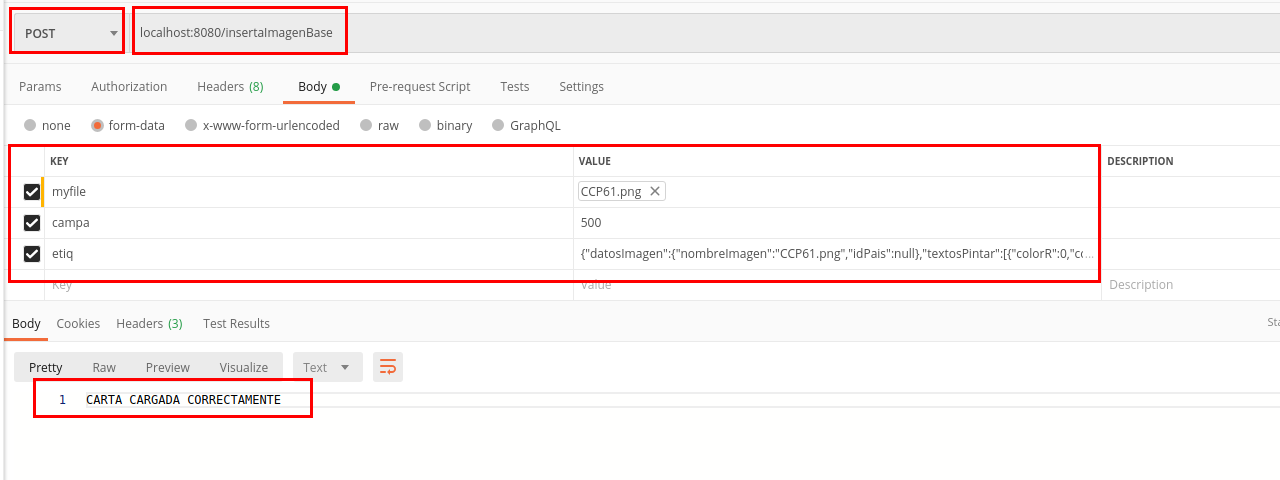 POST localhost:8080/insertaImagenBase
Params Authorization Headers (8) Body Pre-request Script Tests Settings
none form-data x-www-form-urlencoded raw binary GraphQL
KEY VALUE DESCRIPTION
myfile CCP61.png
campa 500
etiq {"datosImagen":{"nombreImagen":"CCP61.png","idPais":null},"textosPintar":[{"colorR":0,"cc...
Key Value Description
Body Cookies Headers (3) Test Results Sta
Pretty Raw Preview Visualize Text
1 CARTA CARGADA CORRECTAMENTE